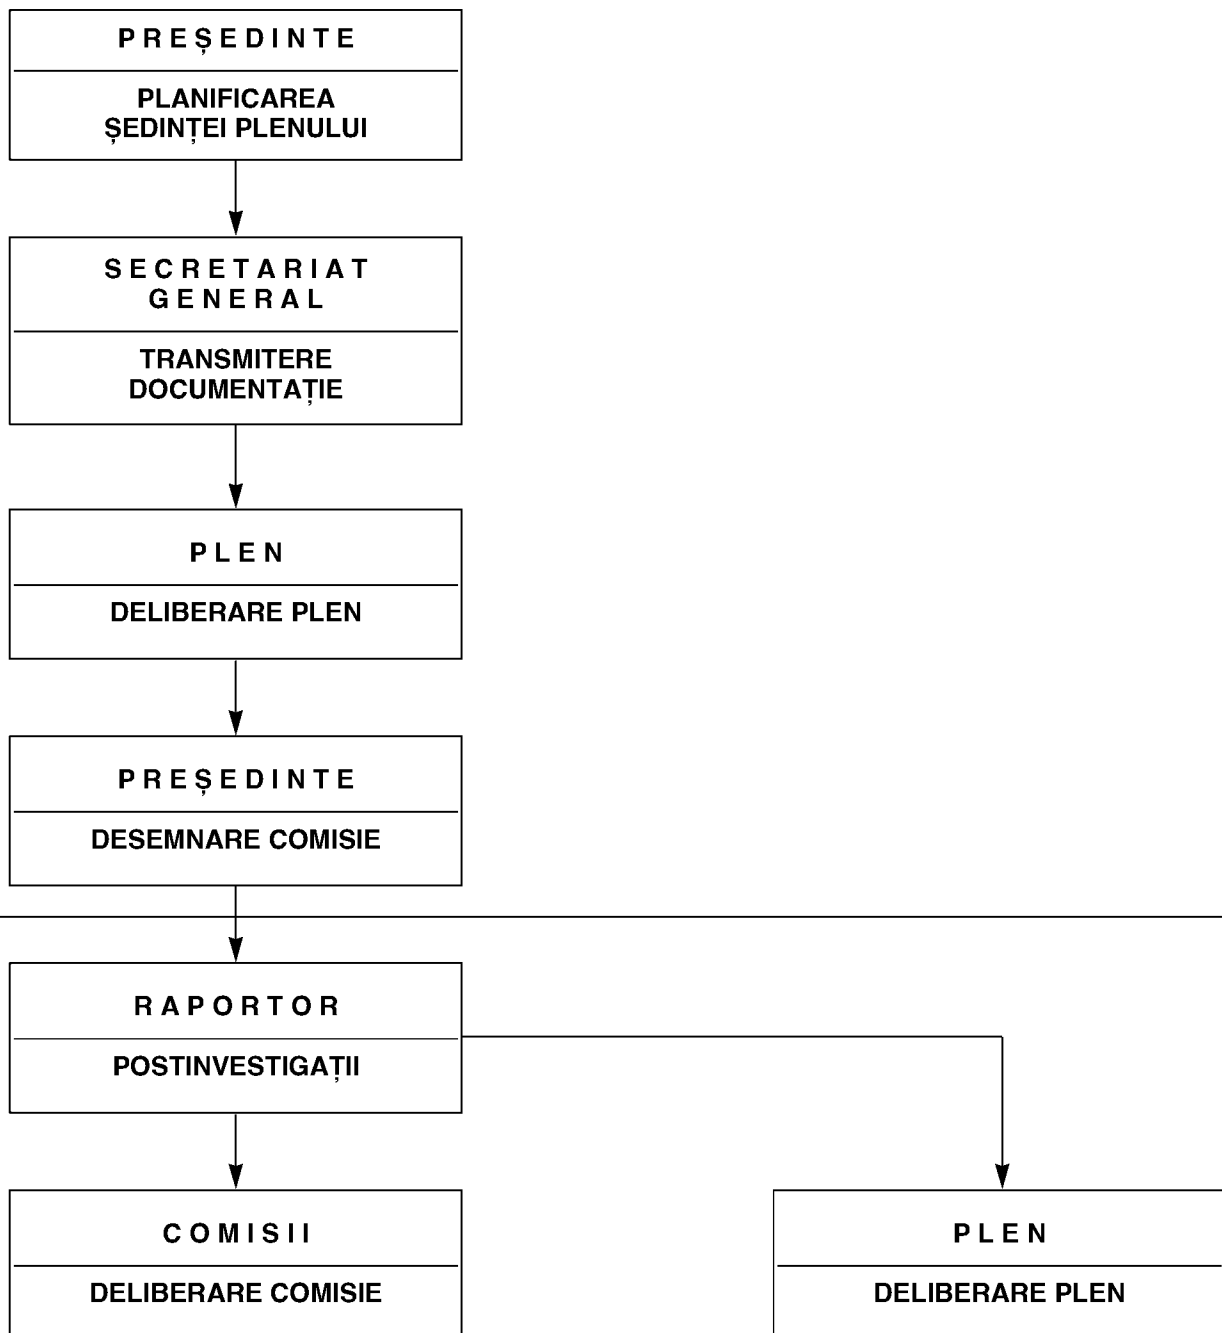 PREȘEDINTE
PLANIFICAREA
ȘEDINȚEI PLENULUI
SECRETARIAT
GENERAL
TRANSMITERE
DOCUMENTAȚIE
PLEN
DELIBERARE PLEN
PREȘEDINTE
DESEMNARE COMISIE
RAPORTOR
POSTINVESTIGAȚII
COMISII
DELIBERARE COMISIE
PLEN
DELIBERARE PLEN